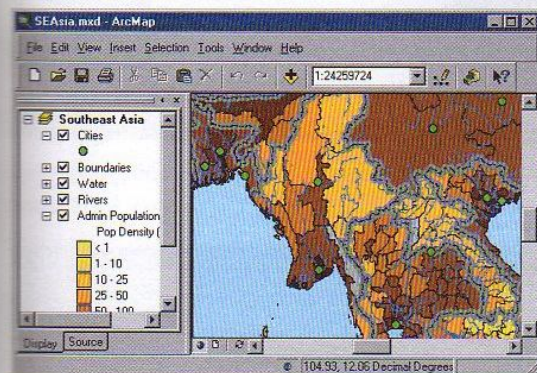 SEAsia.mxd - ArcMap
File Edit View Insert Selection Tools Window Help
1:24259724
Southeast Asia
Cities
Boundaries
Water
Rivers
Admin Population
Pop Density (
< 1
1 - 10
10 - 25
25 - 50
50 - 100
Display Source
104.93, 12.06 Decimal Degrees